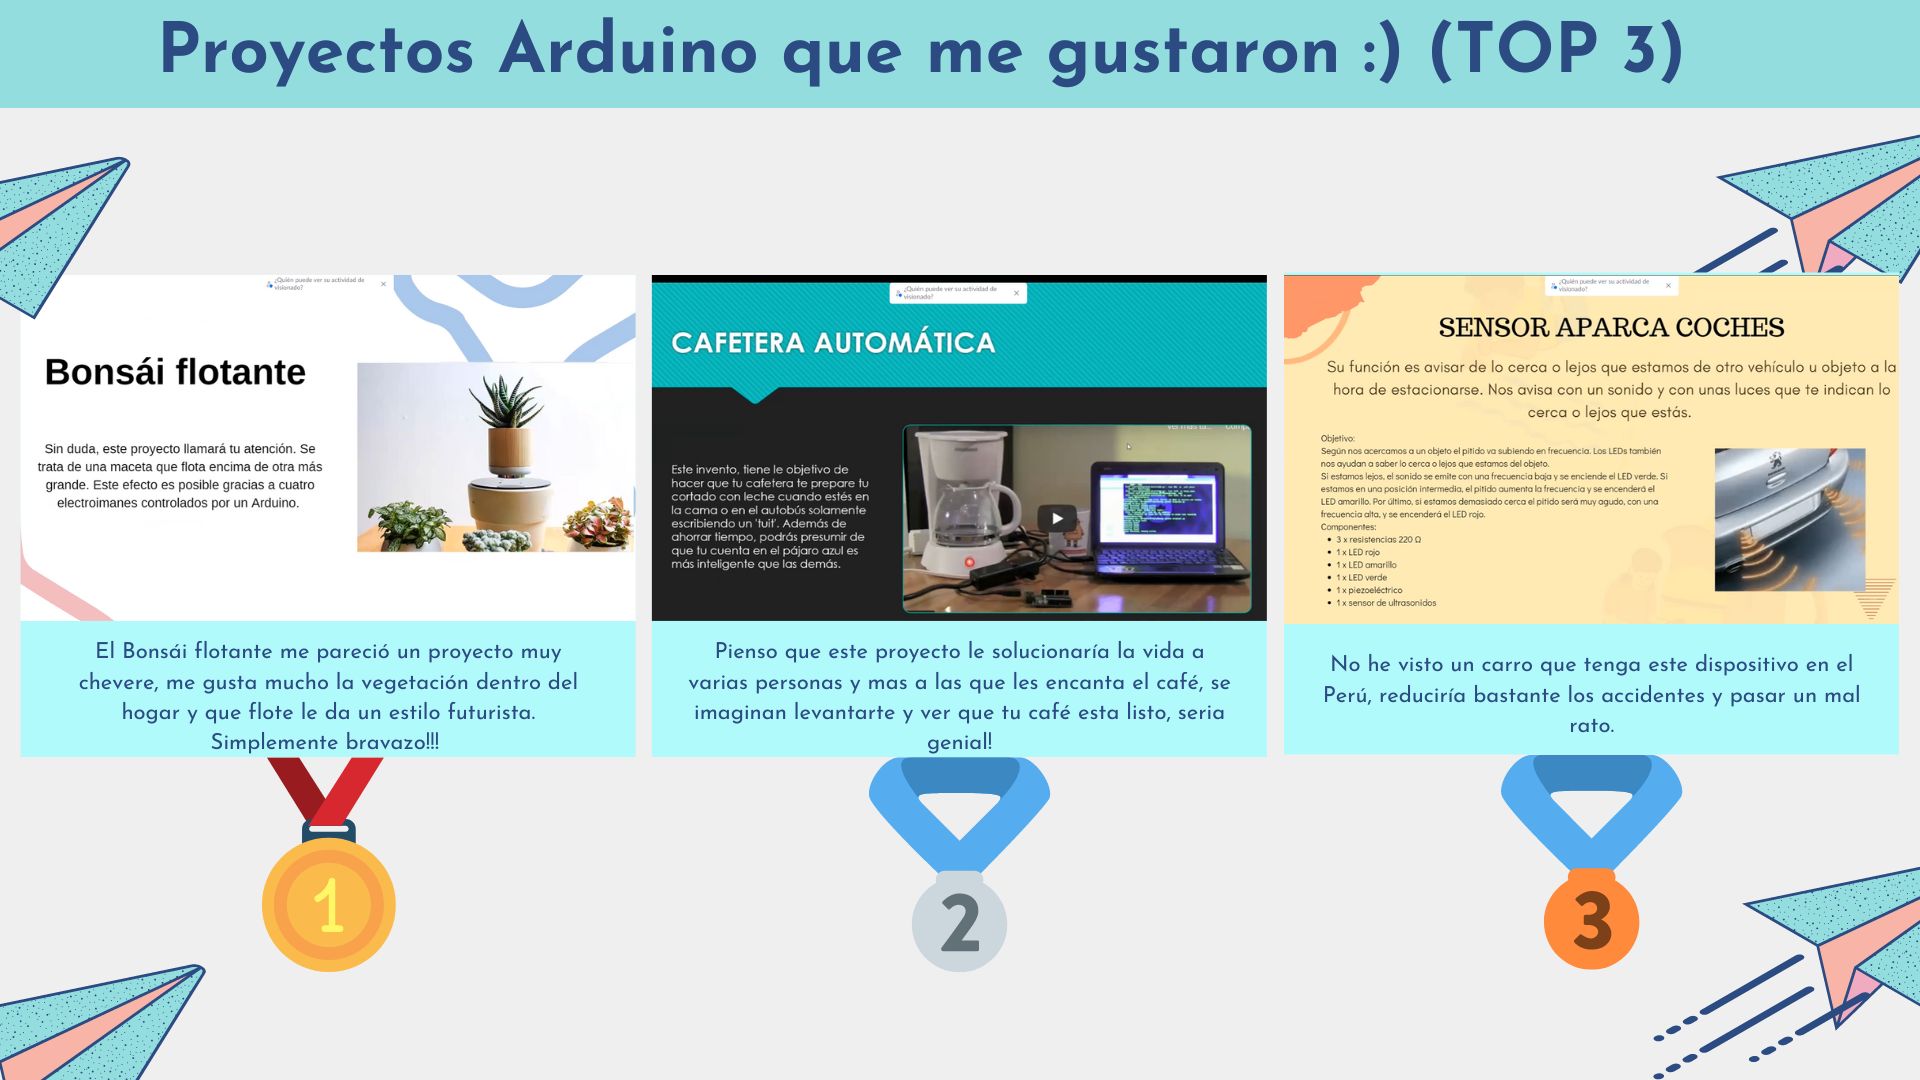 Proyectos Arduino que me gustaron :) (TOP 3)
¿Quién puede ver su actividad de
visionado?
Bonsái flotante
Sin duda, este proyecto llamará tu atención. Se
trata de una maceta que flota encima de otra más
grande. Este efecto es posible gracias a cuatro
electroimanes controlados por un Arduino.
El Bonsái flotante me pareció un proyecto muy
chevere, me gusta mucho la vegetación dentro del
hogar y que flote le da un estilo futurista.
Simplemente bravazo!!!
1
¿Quién puede ver su actividad de
visionado?
CAFETERA AUTOMÁTICA
Este invento, tiene le objetivo de
hacer que tu cafetera te prepare tu
cortado con leche cuando estés en
la cama o en el autobús solamente
escribiendo un 'tuit'. Además de
ahorrar tiempo, podrás presumir de
que tu cuenta en el pájaro azul es
más inteligente que las demás.
Pienso que este proyecto le solucionaría la vida a
varias personas y mas a las que les encanta el café, se
imaginan levantarte y ver que tu café esta listo, seria
genial!
2
¿Quién puede ver su actividad de
visionado?
SENSOR APARCA COCHES
Su función es avisar de lo cerca o lejos que estamos de otro vehículo u objeto a la
hora de estacionarse. Nos avisa con un sonido y con unas luces que te indican lo
cerca o lejos que estás.
Objetivo:
Según nos acercamos a un objeto el pitido va subiendo en frecuencia. Los LEDs también
nos ayudan a saber lo cerca o lejos que estamos del objeto.
Si estamos lejos, el sonido se emite con una frecuencia baja y se enciende el LED verde. Si
estamos en una posición intermedia, el pitido aumenta la frecuencia y se encenderá el
LED amarillo. Por último, si estamos demasiado cerca el pitido será muy agudo, con una
frecuencia alta, y se encenderá el LED rojo.
Componentes:
• 3 x resistencias 220 Ω
• 1 x LED rojo
• 1 x LED amarillo
• 1 x LED verde
• 1 x piezoeléctrico
• 1 x sensor de ultrasonidos
No he visto un carro que tenga este dispositivo en el
Perú, reduciría bastante los accidentes y pasar un mal
rato.
3